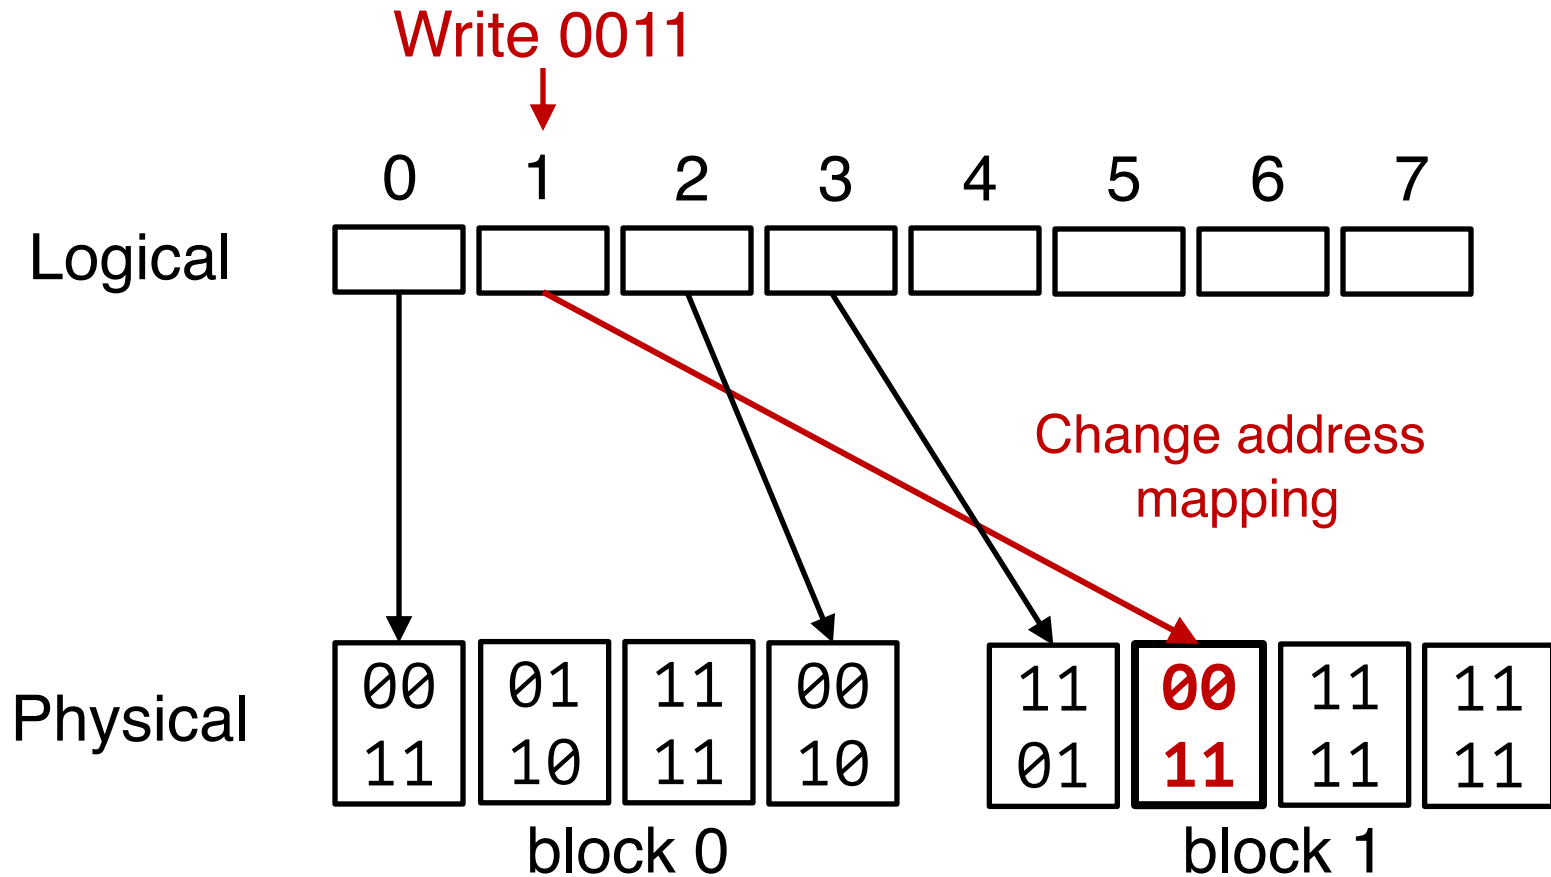 Write 0011
0 1 2 3 4 5 6 7
Logical
Change address
mapping
Physical
00 01 11 00 11 00 11 11
11 10 11 10 01 11 11 11
block 0 block 1